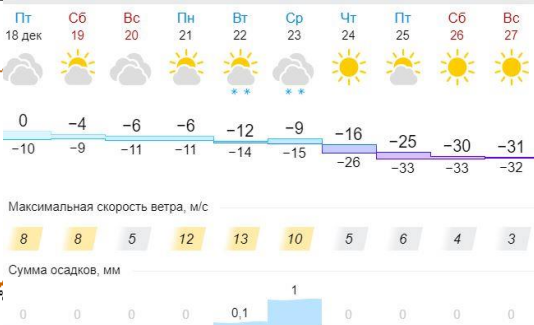 Пт Сб Вс Пн Вт Ср Чт Пт Сб Вс
18 дек 19 20 21 22 23 24 25 26 27
0 −4 −6 −6 −12 −9 −16 −25 −30 −31
−10 −9 −11 −11 −14 −15 −26 −33 −33 −32
Максимальная скорость ветра, м/с
8 8 5 12 13 10 5 6 4 3
Сумма осадков, мм
0 0 0 0 0,1 1 0 0 0 0